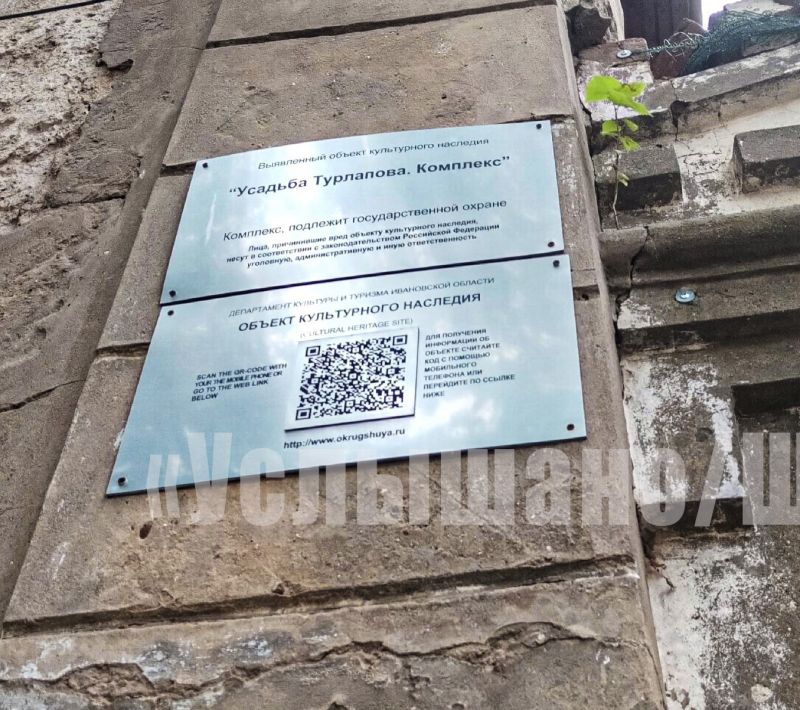 Выявленный объект культурного наследия
“Усадьба Турлапова. Комплекс”
Комплекс, подлежит государственной охране
Лица, причинившие вред объекту культурного наследия,
несут в соответствии с законодательством Российской Федерации
уголовную, административную и иную ответственность
ДЕПАРТАМЕНТ КУЛЬТУРЫ И ТУРИЗМА ИВАНОВСКОЙ ОБЛАСТИ
ОБЪЕКТ КУЛЬТУРНОГО НАСЛЕДИЯ
(CULTURAL HERITAGE SITE)
SCAN THE QR-CODE WITH
YOUR THE MOBILE PHONE OR
GO TO THE WEB LINK
BELOW
ДЛЯ ПОЛУЧЕНИЯ
ИНФОРМАЦИИ ОБ
ОБЪЕКТЕ СЧИТАЙТЕ
КОД С ПОМОЩЬЮ
МОБИЛЬНОГО
ТЕЛЕФОНА ИЛИ
ПЕРЕЙДИТЕ ПО ССЫЛКЕ
НИЖЕ
http://www.okrugshuya.ru
«Услышано/Ш